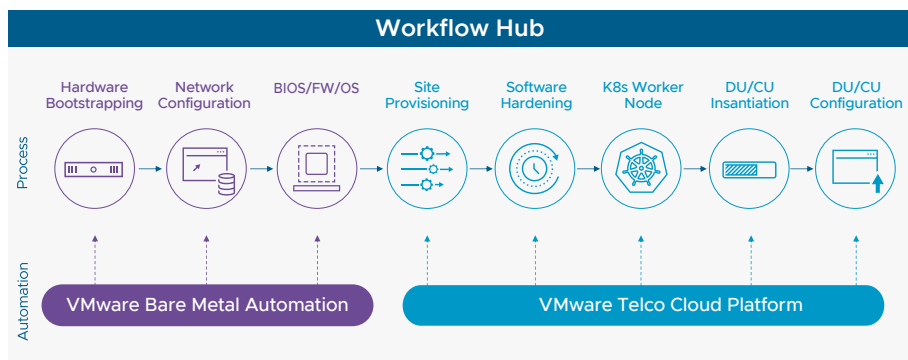 Workflow Hub
Hardware
Bootstrapping
Network
Configuration
BIOS/FW/OS
Site
Provisioning
Software
Hardening
K8s Worker
Node
DU/CU
Insantiation
DU/CU
Configuration
Process
Automation
VMware Bare Metal Automation
VMware Telco Cloud Platform